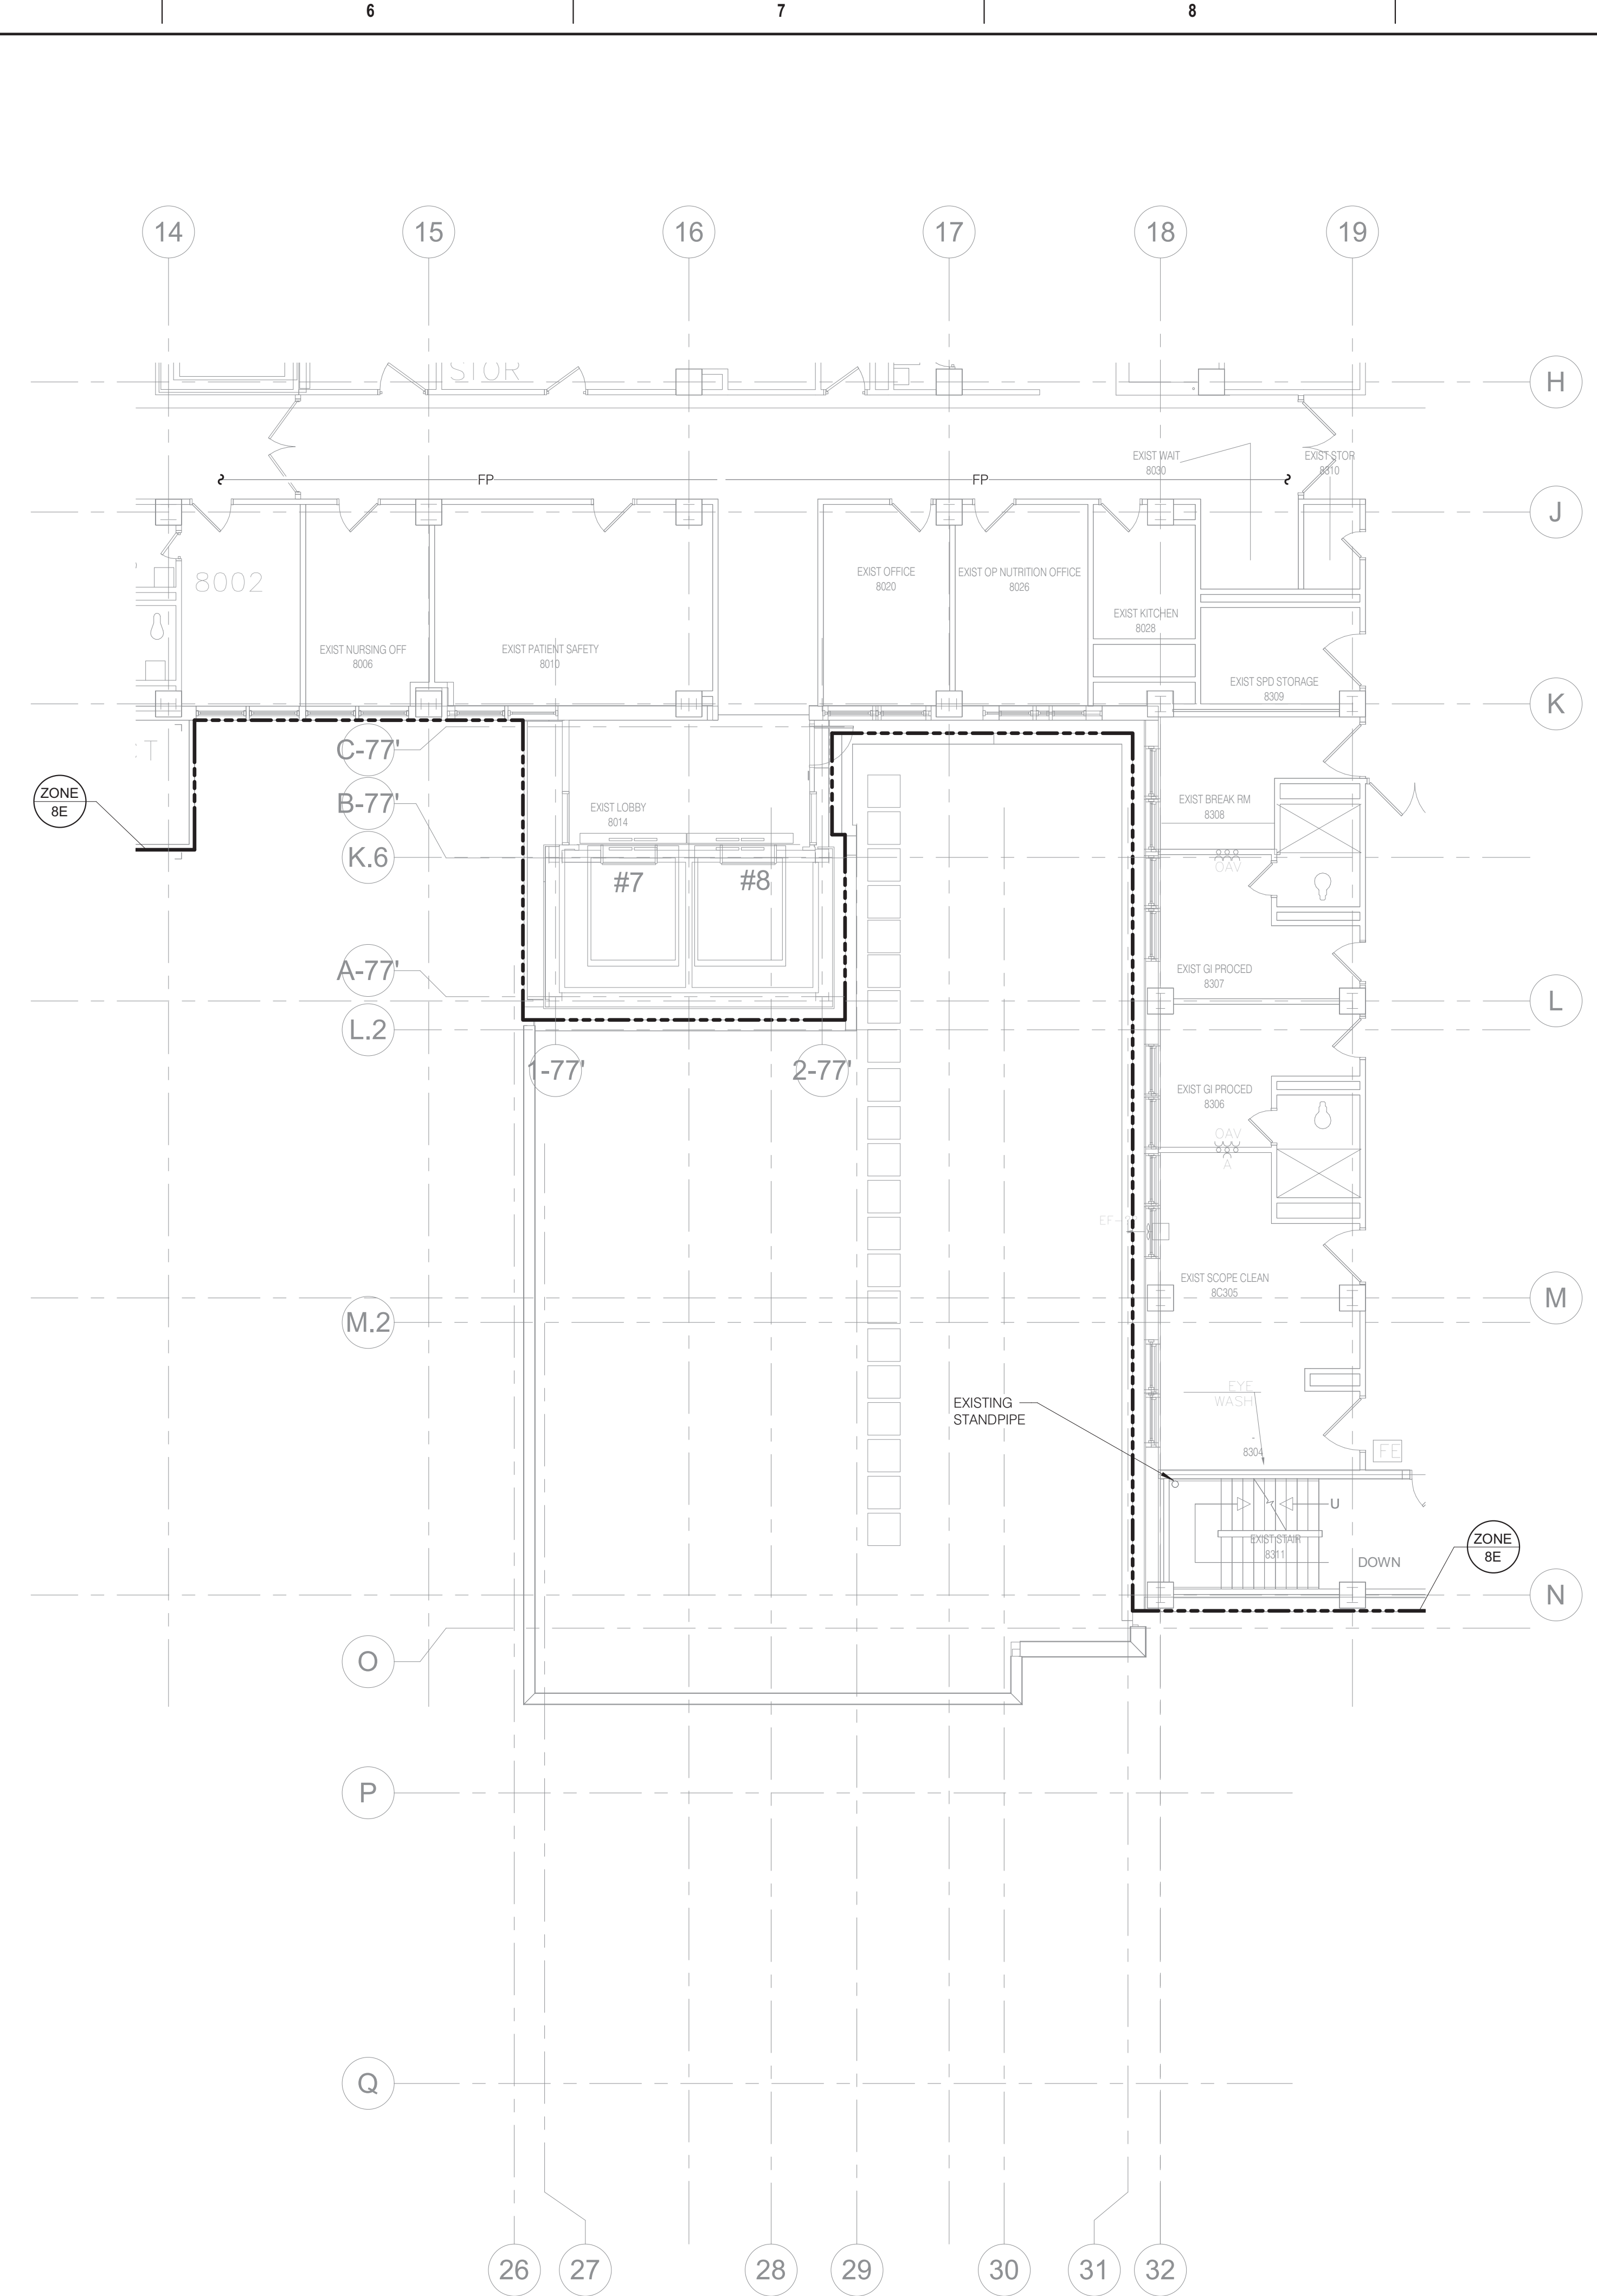 6 7 8
14 15 16 17 18 19
H
STOR
EXIST WAIT
8030
EXIST STOR
8310
FP FP
J
8002
EXIST OFFICE
8020
EXIST OP NUTRITION OFFICE
8026
EXIST KITCHEN
8028
EXIST NURSING OFF
8006
EXIST PATIENT SAFETY
8010
EXIST SPD STORAGE
8309
K
C-77'
ZONE
8E
B-77'
EXIST LOBBY
8014
EXIST BREAK RM
8308
K.6
OAV
#7 #8
A-77'
EXIST GI PROCED
8307
L
L.2
1-77' 2-77'
EXIST GI PROCED
8306
OAV
A
EF-
EXIST SCOPE CLEAN
8C305
M
M.2
EYE
WASH
EXISTING
STANDPIPE
8304
FE
U
EXIST STAIR
8311
DOWN
ZONE
8E
N
O
P
Q
26 27 28 29 30 31 32